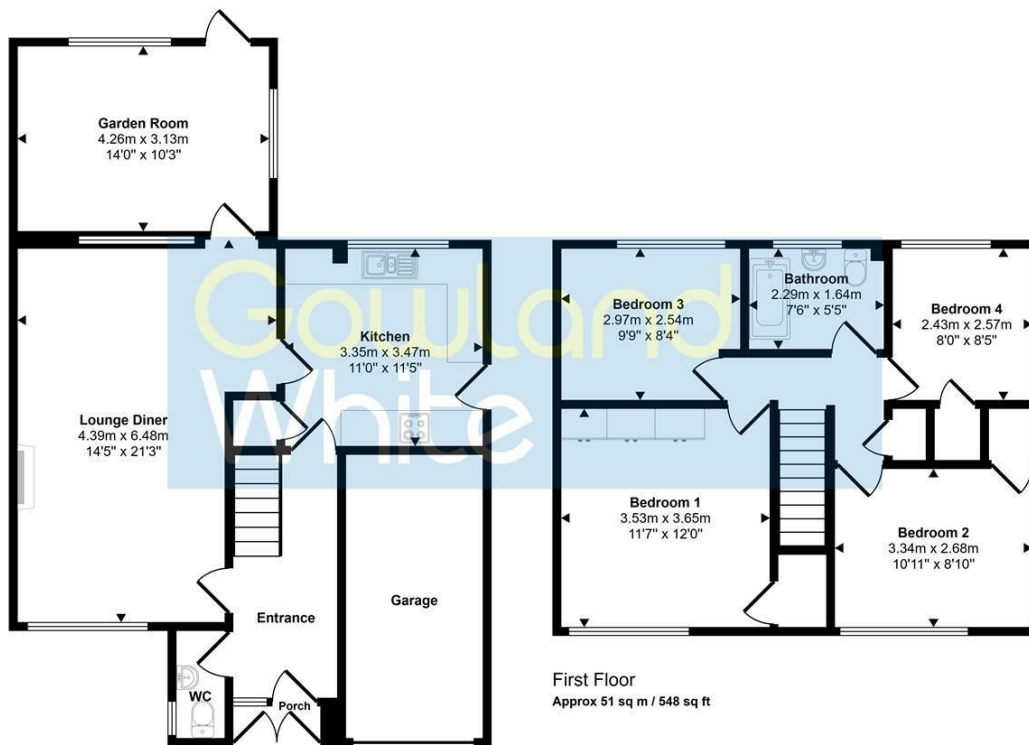 Garden Room
4.26m x 3.13m
14'0" x 10'3"
Gowland
White
Lounge Diner
4.39m x 6.48m
14'5" x 21'3"
Kitchen
3.35m x 3.47m
11'0" x 11'5"
Entrance
WC
Porch
Garage
Bedroom 3
2.97m x 2.54m
9'9" x 8'4"
Bathroom
2.29m x 1.64m
7'6" x 5'5"
Bedroom 4
2.43m x 2.57m
8'0" x 8'5"
Bedroom 1
3.53m x 3.65m
11'7" x 12'0"
Bedroom 2
3.34m x 2.68m
10'11" x 8'10"
First Floor
Approx 51 sq m / 548 sq ft